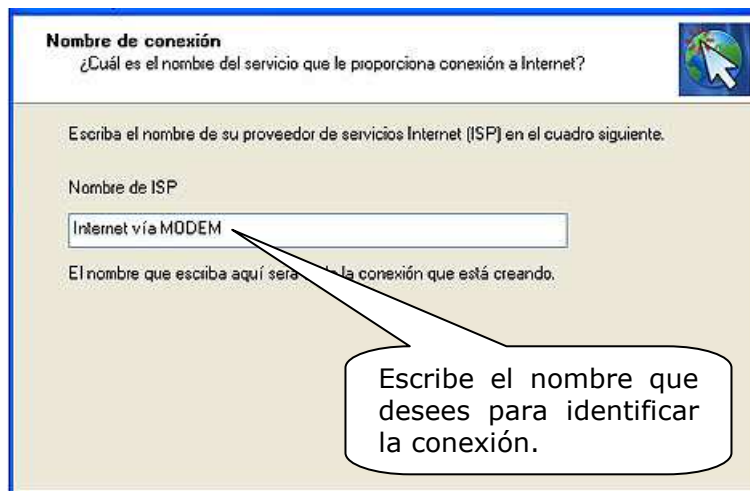 Nombre de conexión
¿Cuál es el nombre del servicio que le proporciona conexión a Internet?
Escriba el nombre de su proveedor de servicios Internet (ISP) en el cuadro siguiente.
Nombre de ISP
Internet vía MODEM
El nombre que escriba aquí será de la conexión que está creando.
Escribe el nombre que
desees para identificar
la conexión.